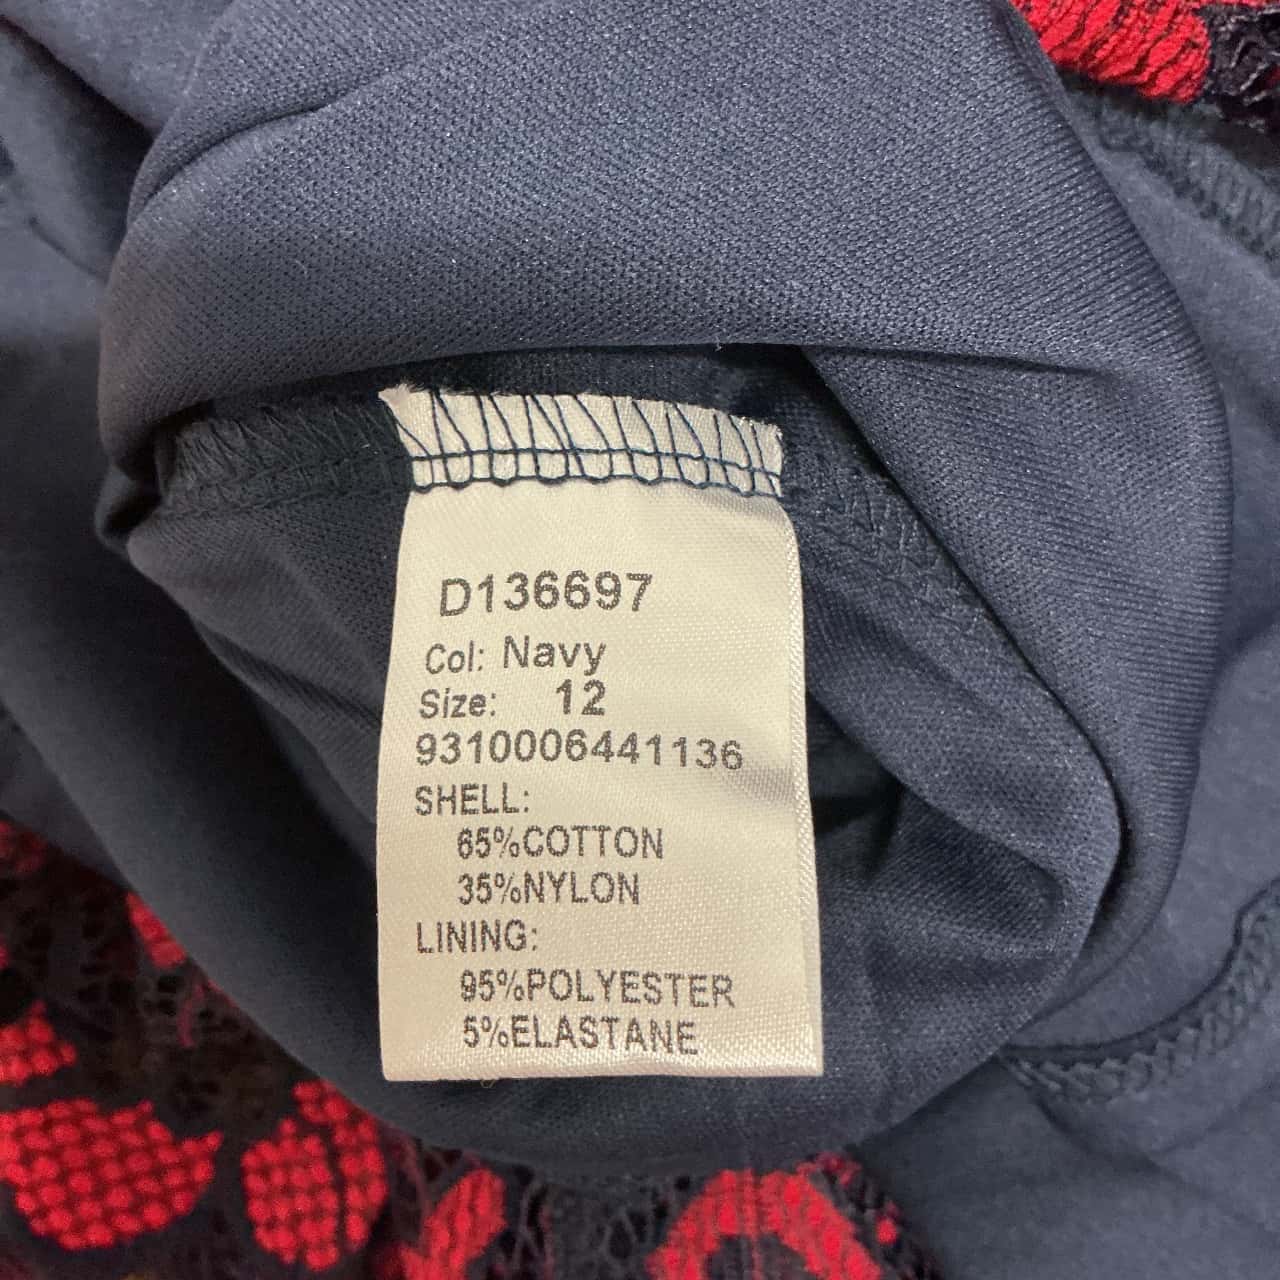 D136697
Col: Navy
Size: 12
9310006441136
SHELL:
65%COTTON
35%NYLON
LINING:
95%POLYESTER
5%ELASTANE